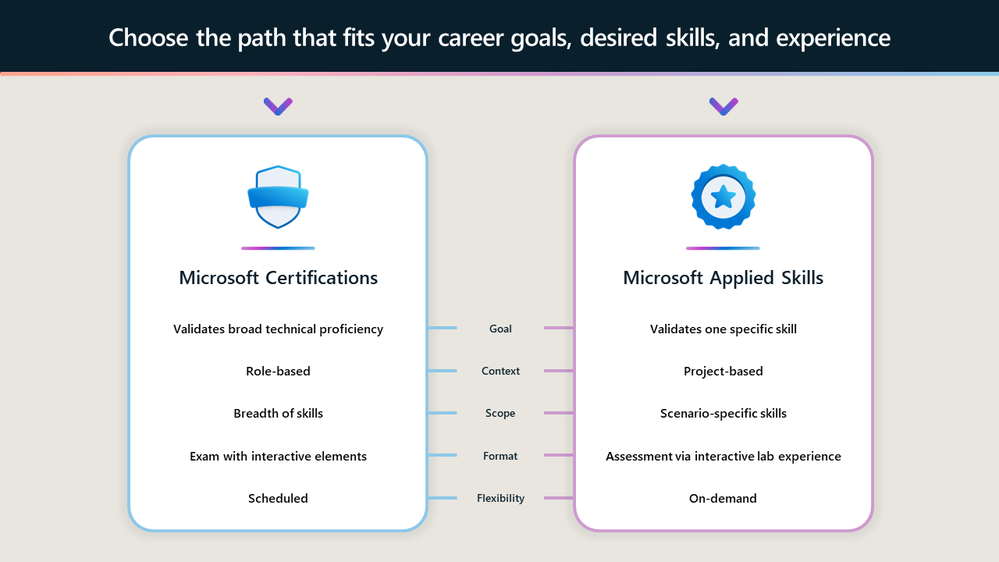 Choose the path that fits your career goals, desired skills, and experience
Microsoft Certifications
Microsoft Applied Skills
Validates broad technical proficiency
Goal
Validates one specific skill
Role-based
Context
Project-based
Breadth of skills
Scope
Scenario-specific skills
Exam with interactive elements
Format
Assessment via interactive lab experience
Scheduled
Flexibility
On-demand